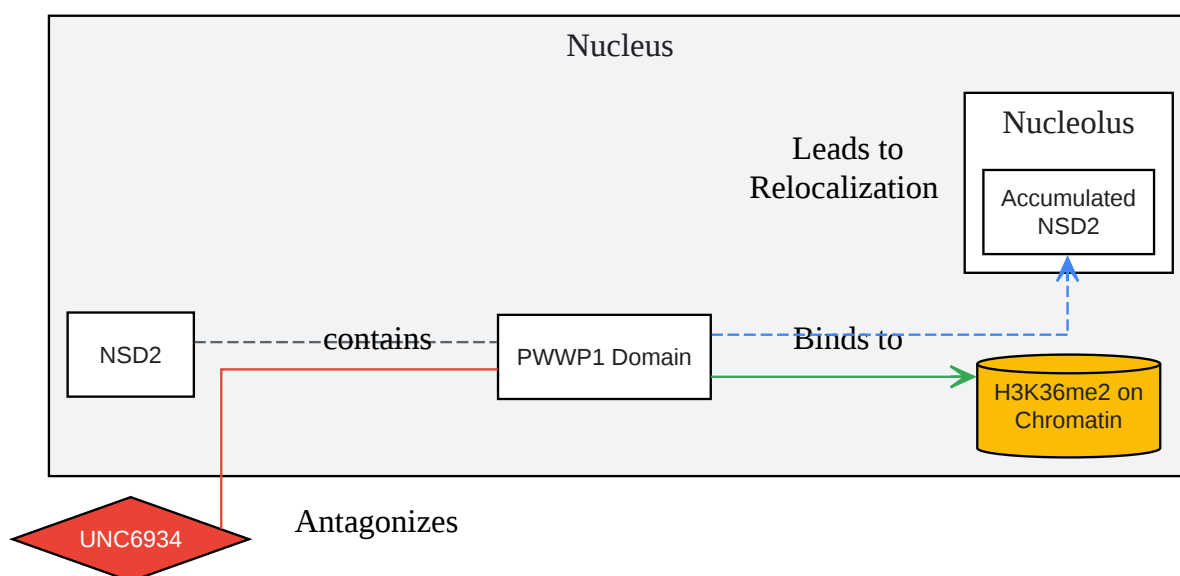 Nucleus
Nucleolus
Leads to
Relocalization
Accumulated
NSD2
NSD2
contains
PWWP1 Domain
Binds to
H3K36me2 on
Chromatin
UNC6934
Antagonizes